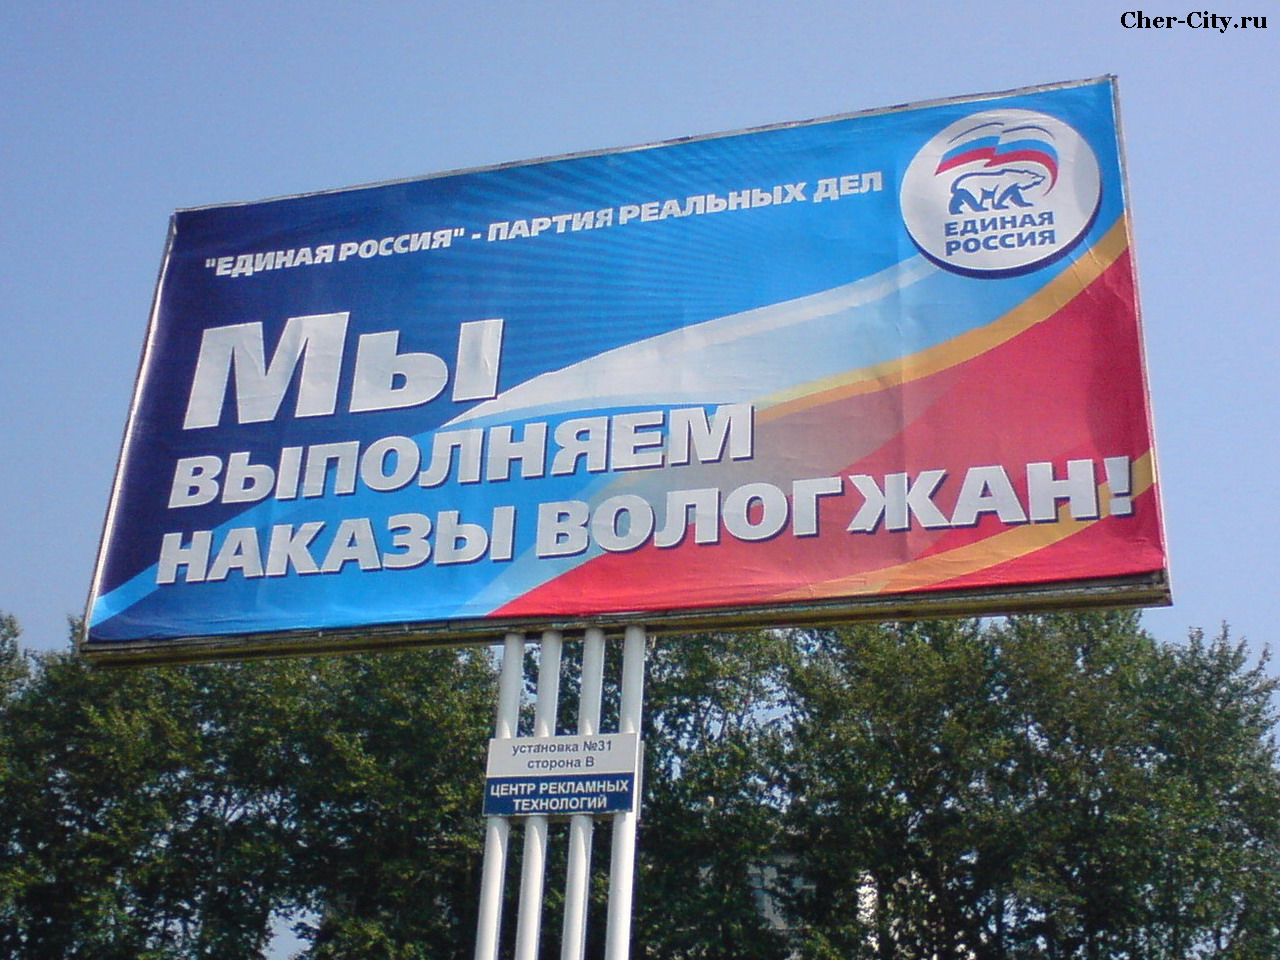 Cher-City.ru
"ЕДИНАЯ РОССИЯ" - ПАРТИЯ РЕАЛЬНЫХ ДЕЛ
ЕДИНАЯ
РОССИЯ
Мы
ВЫПОЛНЯЕМ
НАКАЗЫ ВОЛОГЖАН!
установка №31
сторона В
ЦЕНТР РЕКЛАМНЫХ
ТЕХНОЛОГИЙ